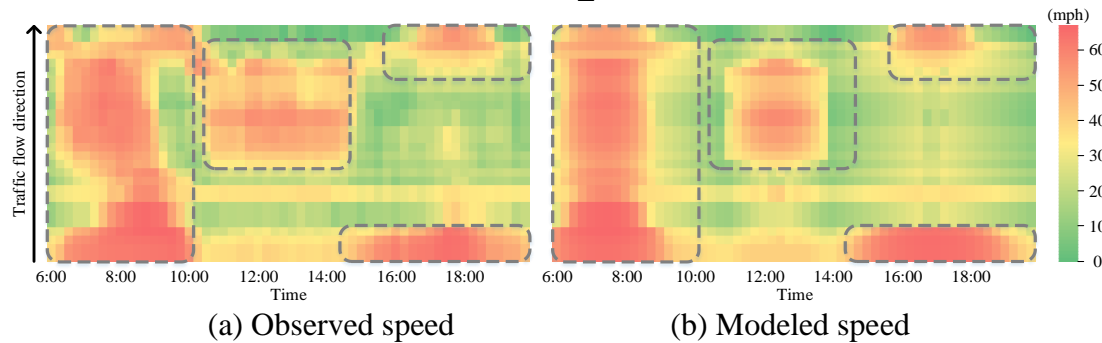 (mph)
Traffic flow direction
60
50
40
30
20
10
0
6:00 8:00 10:00 12:00 14:00 16:00 18:00
6:00 8:00 10:00 12:00 14:00 16:00 18:00
Time
Time
(a) Observed speed
(b) Modeled speed